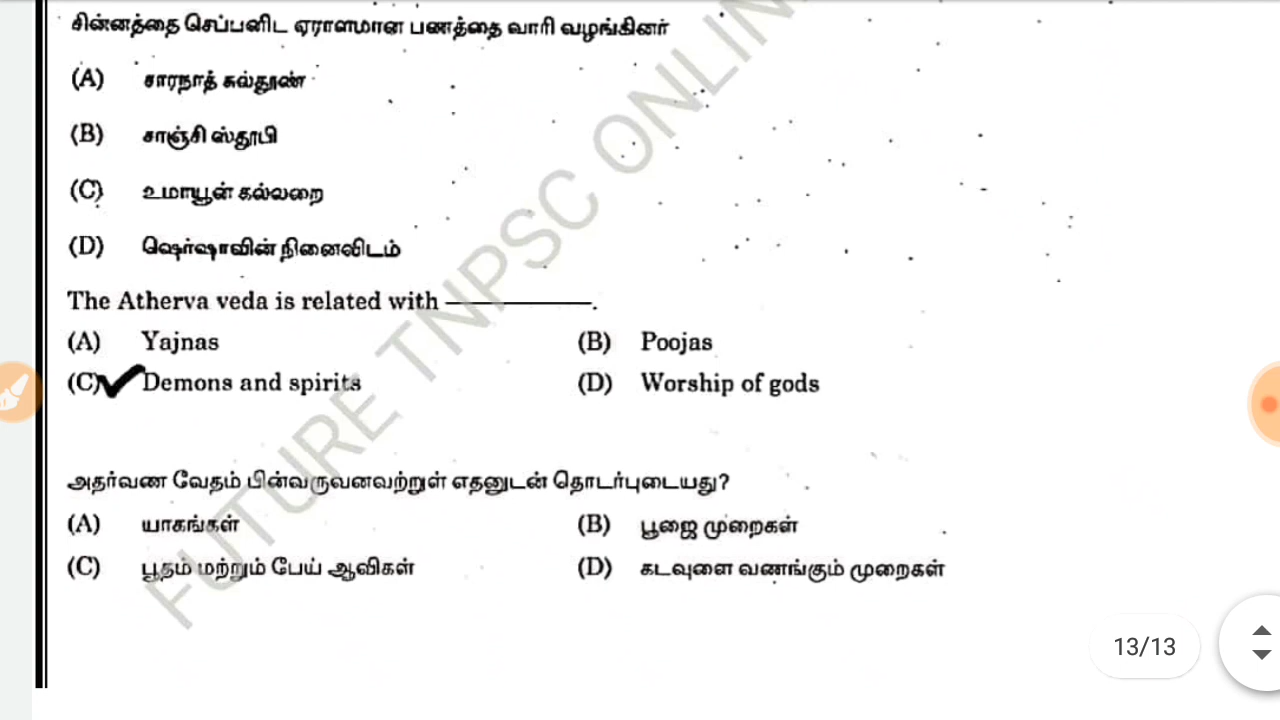 சின்னத்தை செப்பனிட ஏராளமான பணத்தை வாரி வழங்கினர்
(A) சாரநாத் கல்தூண்
(B) சாஞ்சி ஸ்தூபி
(C) உமாயூன் கல்லறை
(D) ஷெர்ஷாவின் நினைவிடம்
The Atherva veda is related with ————.
(A) Yajnas (B) Poojas
(C) Demons and spirits (D) Worship of gods
அதர்வண வேதம் பின்வருவனவற்றுள் எதனுடன் தொடர்புடையது?
(A) யாகங்கள் (B) பூஜை முறைகள்
(C) பூதம் மற்றும் பேய் ஆவிகள் (D) கடவுளை வணங்கும் முறைகள்
FUTURE TNPSC ONLIN
13/13